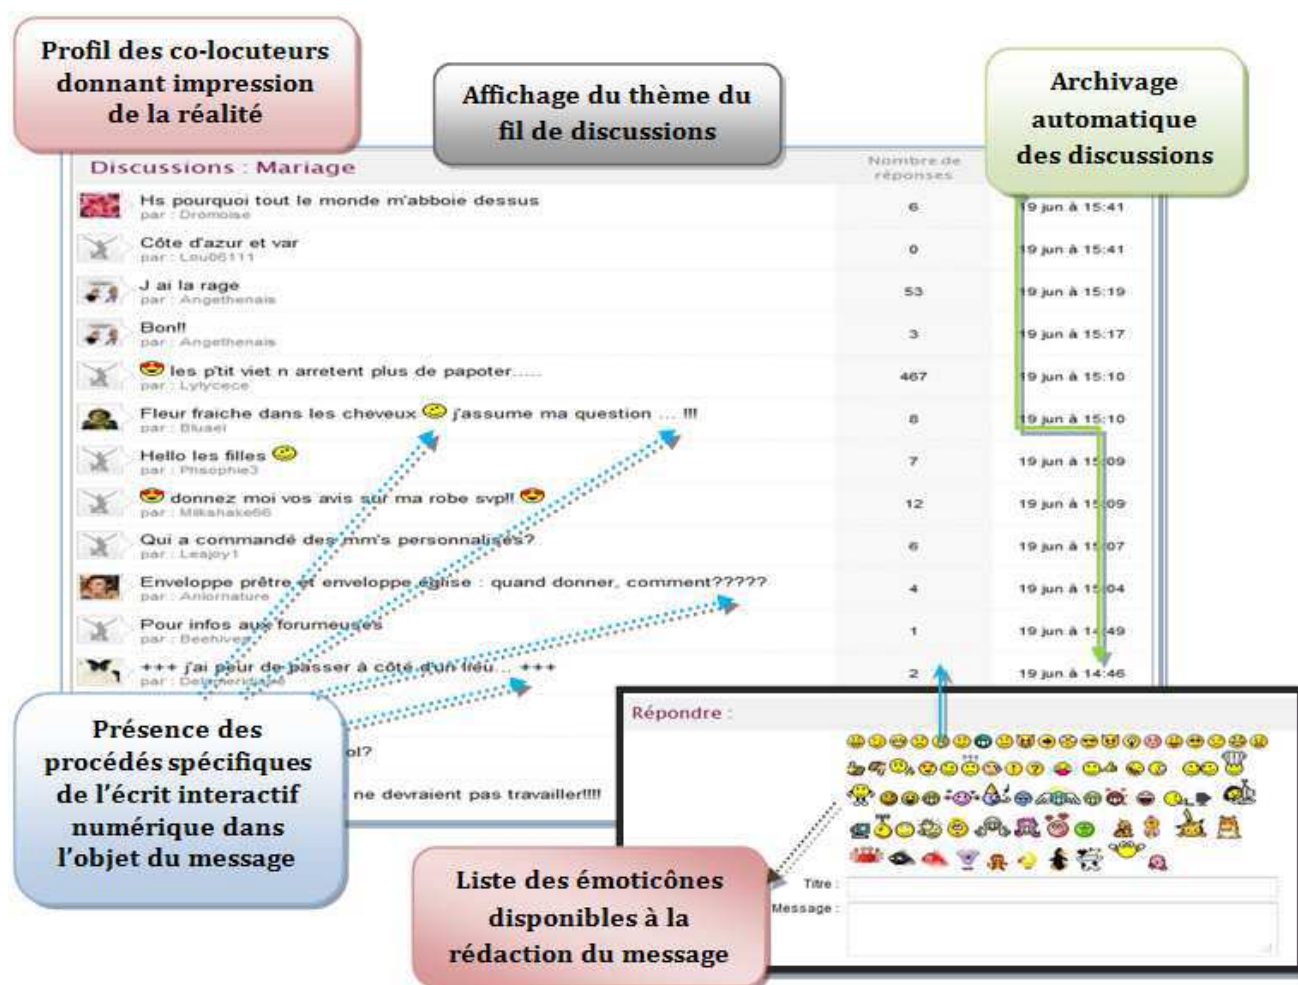 Profil des co-locuteurs
donnant impression
de la réalité
Affichage du thème du
fil de discussions
Archivage
automatique
des discussions
Discussions : Mariage
Nombre de
réponses
Hs pourquoi tout le monde m'abboie dessus
par : Dromoise
6
19 jun à 15:41
Côte d'azur et var
par : Lou06111
0
19 jun à 15:41
J ai la rage
par : Angethenais
53
19 jun à 15:19
Bon!!
par : Angethenais
3
19 jun à 15:17
les p'tit viet n arretent plus de papoter.....
par : Lylycece
467
19 jun à 15:10
Fleur fraiche dans les cheveux j'assume ma question ... !!!
par : Bluaei
8
19 jun à 15:10
Hello les filles
par : Phsophie3
7
19 jun à 15:09
donnez moi vos avis sur ma robe svp!!
par : Milkshake66
12
19 jun à 15:09
Qui a commandé des mm's personnalisés?
par : Leajoy1
6
19 jun à 15:07
Enveloppe prêtre et enveloppe église : quand donner, comment?????
par : Aniornature
4
19 jun à 15:04
Pour infos aux forumeuses
par : Beehives
1
19 jun à 14:49
+++ j'ai peur de passer à côté d'un lieu... +++
par :
2
19 jun à 14:46
Présence des
procédés spécifiques
de l'écrit interactif
numérique dans
l'objet du message
ol?
ne devraient pas travailler!!!!
Répondre :
Titre :
Message :
Liste des émoticônes
disponibles à la
rédaction du message